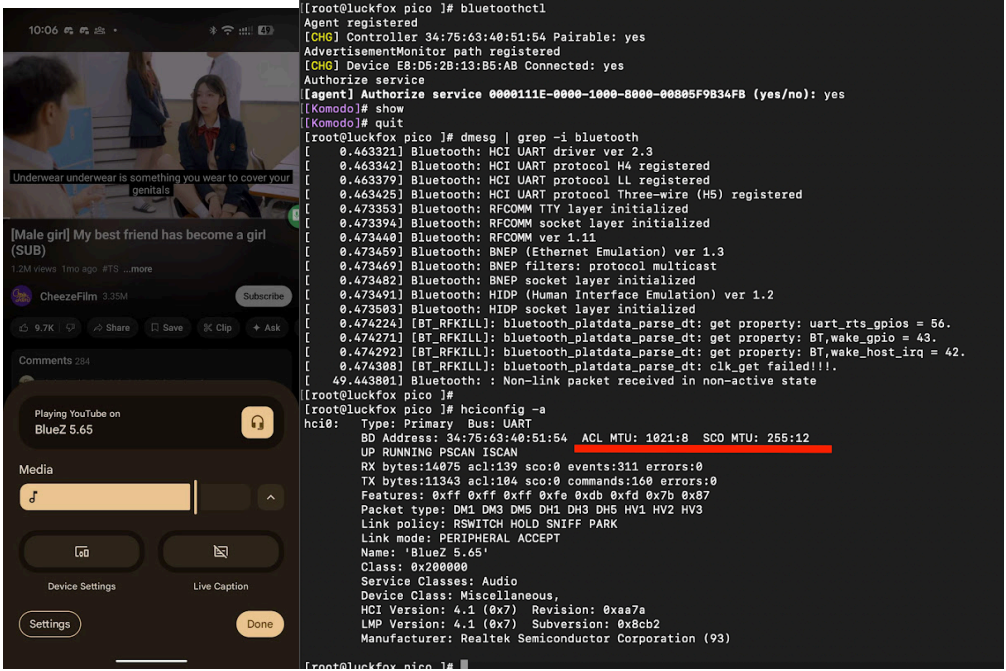 10:06
49
Underwear underwear is something you wear to cover your
genitals
[Male girl] My best friend has become a girl
(SUB)
1.2M views 1mo ago #TS ...more
CheezeFilm 3.35M
Subscribe
9.7K
Share
Save
Clip
Ask
Comments 284
Playing YouTube on
BlueZ 5.65
Media
Device Settings
Live Caption
Settings
Done
[[root@luckfox pico ]# bluetoothctl
Agent registered
[CHG] Controller 34:75:63:40:51:54 Pairable: yes
AdvertisementMonitor path registered
[CHG] Device E8:D5:2B:13:B5:AB Connected: yes
Authorize service
[[agent] Authorize service 0000111E-0000-1000-8000-00805F9B34FB (yes/no): yes
[[Komodo]# show
[[Komodo]# quit
[[root@luckfox pico ]# dmesg | grep -i bluetooth
[    0.463321] Bluetooth: HCI UART driver ver 2.3
[    0.463342] Bluetooth: HCI UART protocol H4 registered
[    0.463379] Bluetooth: HCI UART protocol LL registered
[    0.463425] Bluetooth: HCI UART protocol Three-wire (H5) registered
[    0.473353] Bluetooth: RFCOMM TTY layer initialized
[    0.473394] Bluetooth: RFCOMM socket layer initialized
[    0.473440] Bluetooth: RFCOMM ver 1.11
[    0.473459] Bluetooth: BNEP (Ethernet Emulation) ver 1.3
[    0.473469] Bluetooth: BNEP filters: protocol multicast
[    0.473482] Bluetooth: BNEP socket layer initialized
[    0.473491] Bluetooth: HIDP (Human Interface Emulation) ver 1.2
[    0.473503] Bluetooth: HIDP socket layer initialized
[    0.474224] [BT_RFKILL]: bluetooth_platdata_parse_dt: get property: uart_rts_gpios = 56.
[    0.474271] [BT_RFKILL]: bluetooth_platdata_parse_dt: get property: BT,wake_gpio = 43.
[    0.474292] [BT_RFKILL]: bluetooth_platdata_parse_dt: get property: BT,wake_host_irq = 42.
[    0.474308] [BT_RFKILL]: bluetooth_platdata_parse_dt: clk_get failed!!!.
[   49.443801] Bluetooth: : Non-link packet received in non-active state
[[root@luckfox pico ]#
[[root@luckfox pico ]# hciconfig -a
hci0: Type: Primary Bus: UART
BD Address: 34:75:63:40:51:54 ACL MTU: 1021:8 SCO MTU: 255:12
UP RUNNING PSCAN ISCAN
RX bytes:14075 acl:139 sco:0 events:311 errors:0
TX bytes:11343 acl:104 sco:0 commands:160 errors:0
Features: 0xff 0xff 0xff 0xfe 0xdb 0xfd 0x7b 0x87
Packet type: DM1 DM3 DM5 DH1 DH3 DH5 HV1 HV2 HV3
Link policy: RSWITCH HOLD SNIFF PARK
Link mode: PERIPHERAL ACCEPT
Name: 'BlueZ 5.65'
Class: 0x200000
Service Classes: Audio
Device Class: Miscellaneous,
HCI Version: 4.1 (0x7) Revision: 0xaa7a
LMP Version: 4.1 (0x7) Subversion: 0x8cb2
Manufacturer: Realtek Semiconductor Corporation (93)
[root@luckfox pico ]#